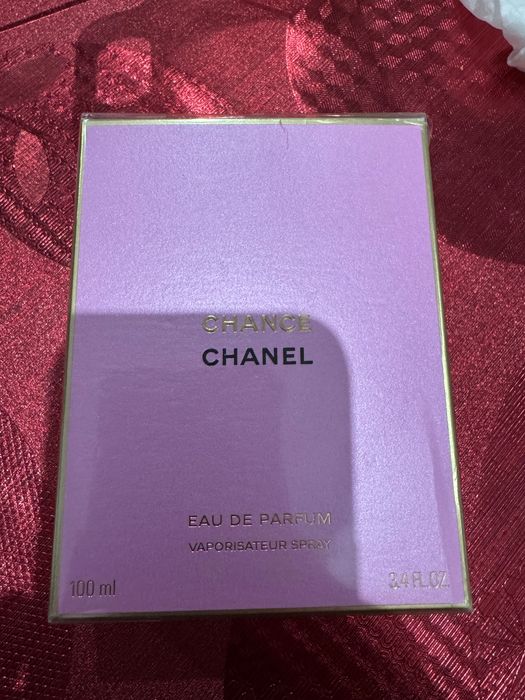 CHANCE
CHANEL
EAU DE PARFUM
VAPORISATEUR SPRAY
100 ml
3.4 FL.OZ.